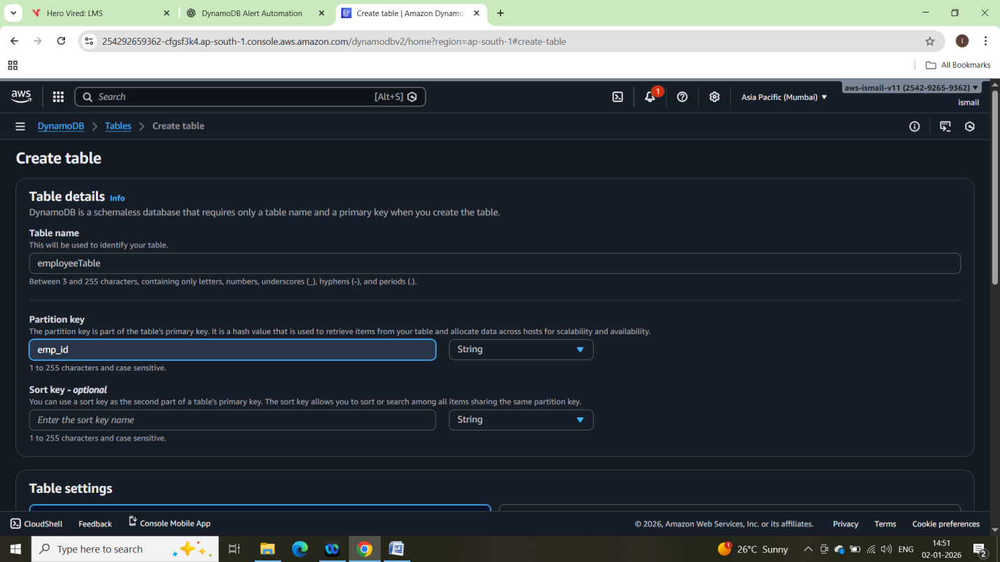 Hero Vired: LMS
DynamoDB Alert Automation
Create table | Amazon Dynamo
254292659362-cfgsf3k4.ap-south-1.console.aws.amazon.com/dynamodbv2/home?region=ap-south-1#create-table
I
All Bookmarks
aws
Search
[Alt+S]
1
Asia Pacific (Mumbai)
aws-ismail-v11 (2542-9265-9362)
ismail
DynamoDB
Tables
Create table
Create table
Table details Info
DynamoDB is a schemaless database that requires only a table name and a primary key when you create the table.
Table name
This will be used to identify your table.
employeeTable
Between 3 and 255 characters, containing only letters, numbers, underscores (_), hyphens (-), and periods (.).
Partition key
The partition key is part of the table's primary key. It is a hash value that is used to retrieve items from your table and allocate data across hosts for scalability and availability.
emp_id
String
1 to 255 characters and case sensitive.
Sort key - optional
You can use a sort key as the second part of a table's primary key. The sort key allows you to sort or search among all items sharing the same partition key.
Enter the sort key name
String
1 to 255 characters and case sensitive.
Table settings
CloudShell
Feedback
Console Mobile App
© 2026, Amazon Web Services, Inc. or its affiliates.
Privacy
Terms
Cookie preferences
Type here to search
1
26°C Sunny
ENG
14:51
02-01-2026
2